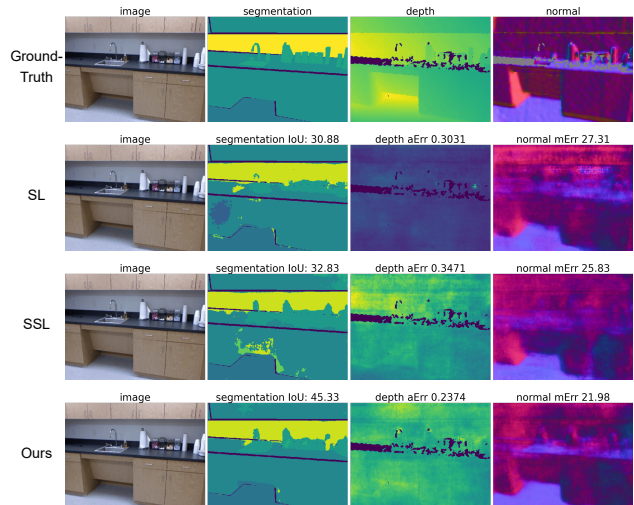 image segmentation depth normal
Ground-
Truth
image segmentation IoU: 30.88 depth aErr 0.3031 normal mErr 27.31
SL
image segmentation IoU: 32.83 depth aErr 0.3471 normal mErr 25.83
SSL
image segmentation IoU: 45.33 depth aErr 0.2374 normal mErr 21.98
Ours